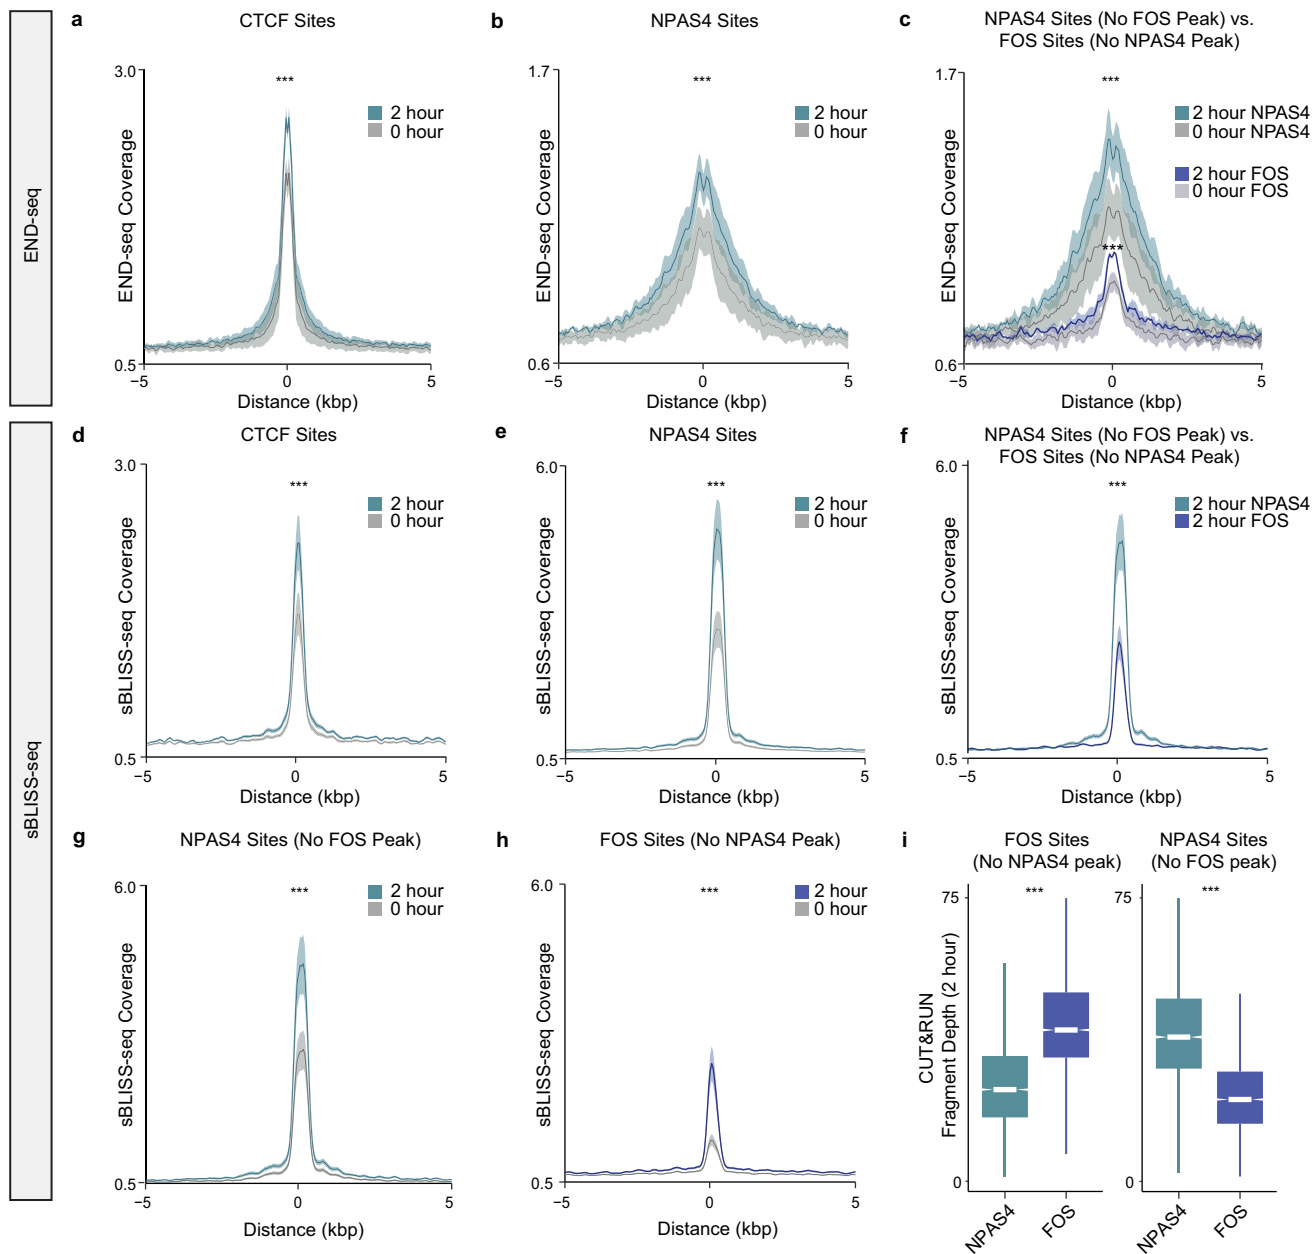 END-seq
a
CTCF Sites
3.0
***
2 hour
0 hour
END-seq Coverage
0.5
−5
0
5
Distance (kbp)
b
NPAS4 Sites
1.7
***
2 hour
0 hour
END-seq Coverage
0.6
−5
0
5
Distance (kbp)
c
NPAS4 Sites (No FOS Peak) vs.
FOS Sites (No NPAS4 Peak)
1.7
***
2 hour NPAS4
0 hour NPAS4
2 hour FOS
0 hour FOS
***
END-seq Coverage
0.6
−5
0
5
Distance (kbp)
sBLISS-seq
d
CTCF Sites
3.0
***
2 hour
0 hour
sBLISS-seq Coverage
0.5
−5
0
5
Distance (kbp)
e
NPAS4 Sites
6.0
***
2 hour
0 hour
sBLISS-seq Coverage
0.5
−5
0
5
Distance (kbp)
f
NPAS4 Sites (No FOS Peak) vs.
FOS Sites (No NPAS4 Peak)
6.0
***
2 hour NPAS4
2 hour FOS
sBLISS-seq Coverage
0.5
−5
0
5
Distance (kbp)
g
NPAS4 Sites (No FOS Peak)
6.0
***
2 hour
0 hour
sBLISS-seq Coverage
0.5
−5
0
5
Distance (kbp)
h
FOS Sites (No NPAS4 Peak)
6.0
***
2 hour
0 hour
sBLISS-seq Coverage
0.5
−5
0
5
Distance (kbp)
i
FOS Sites
(No NPAS4 peak)
75
***
CUT&RUN
Fragment Depth (2 hour)
0
NPAS4
FOS
NPAS4 Sites
(No FOS peak)
75
***
0
NPAS4
FOS